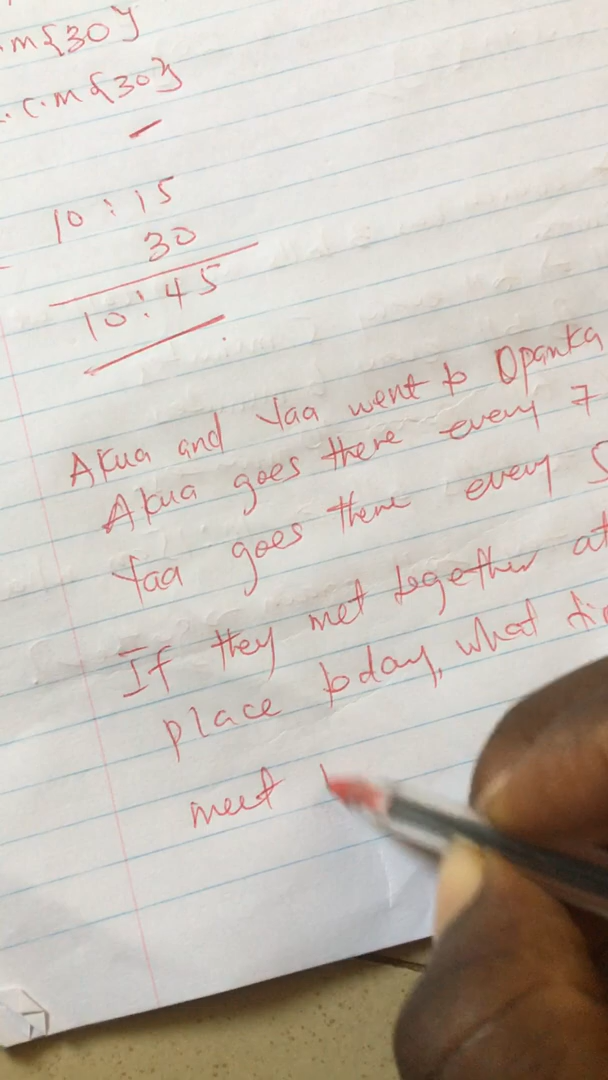 .m{30}
.c.m{30}
10:15
30
10:45
Akua and Yaa went to Opanka
Akua goes there every 7
Yaa goes there every
If they met together at
place today, what
meet